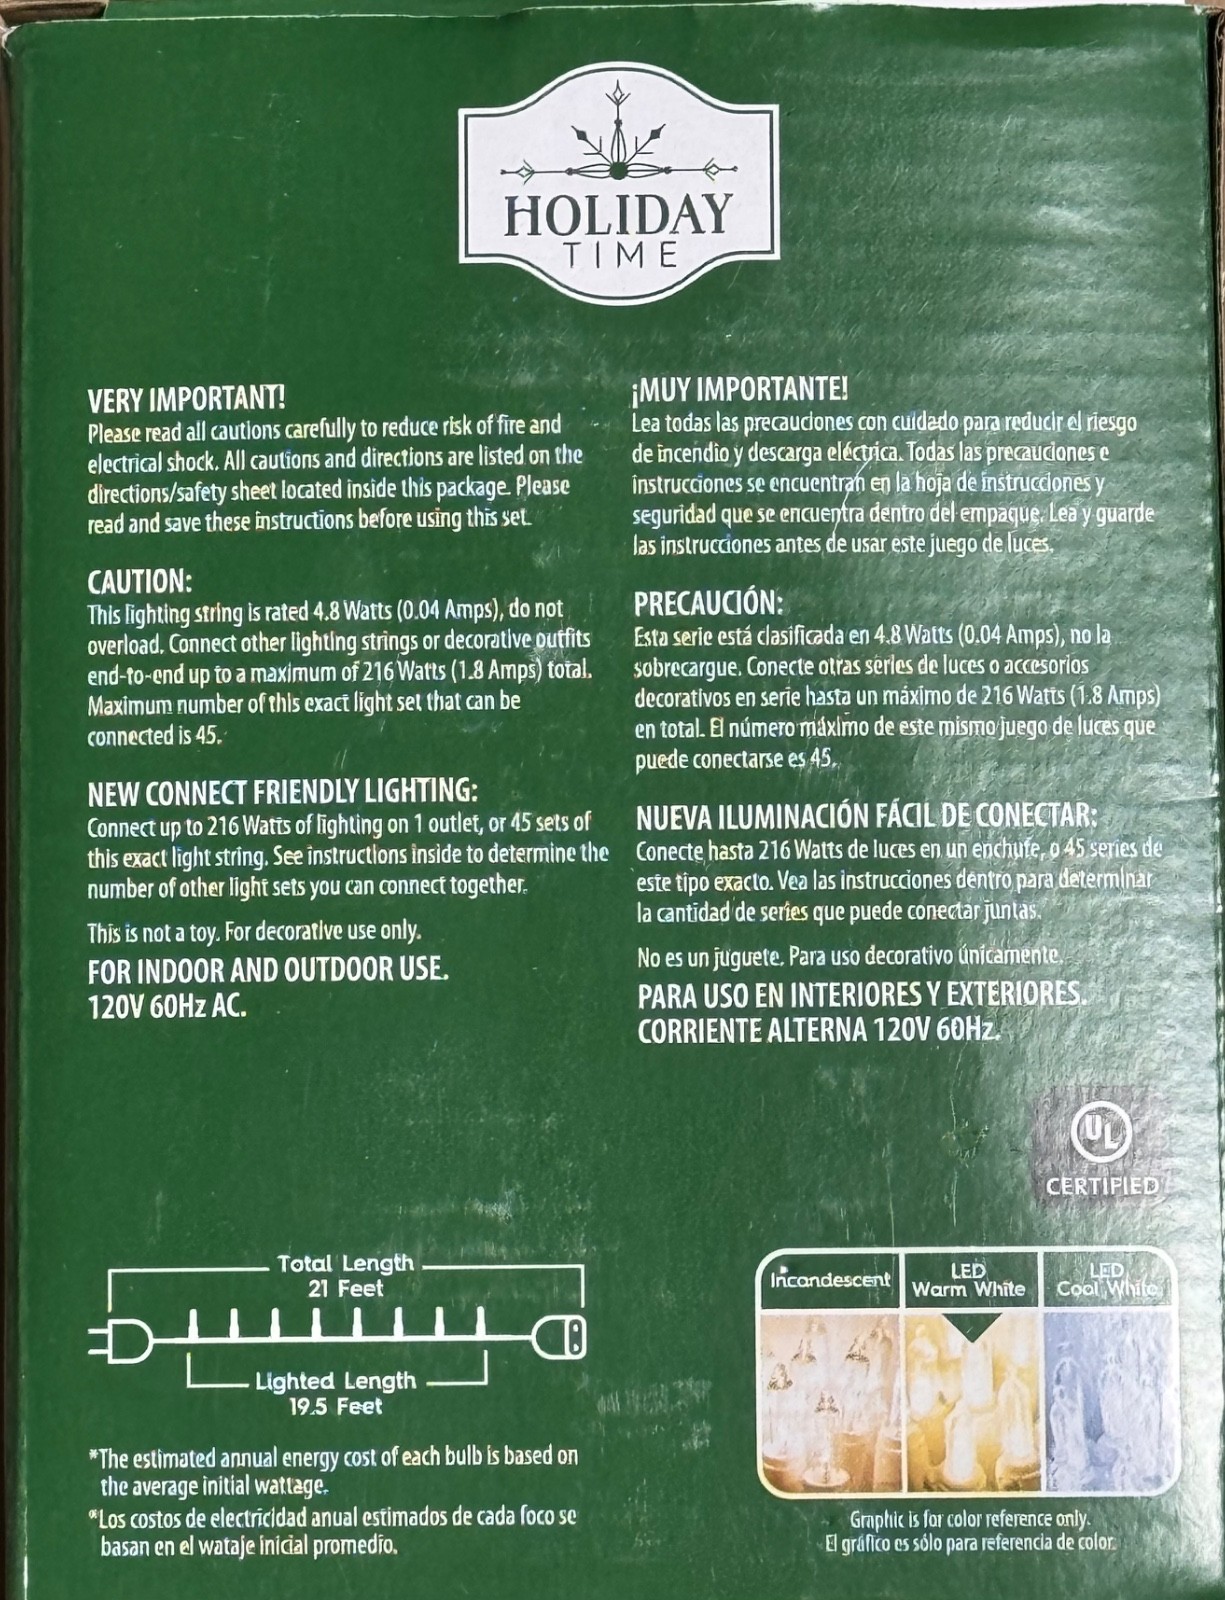 HOLIDAY
TIME
VERY IMPORTANT!
Please read all cautions carefully to reduce risk of fire and
electrical shock. All cautions and directions are listed on the
directions/safety sheet located inside this package. Please
read and save these instructions before using this set.
CAUTION:
This lighting string is rated 4.8 Watts (0.04 Amps), do not
overload. Connect other lighting strings or decorative outfits
end-to-end up to a maximum of 216 Watts (1.8 Amps) total.
Maximum number of this exact light set that can be
connected is 45.
NEW CONNECT FRIENDLY LIGHTING:
Connect up to 216 Watts of lighting on 1 outlet, or 45 sets of
this exact light string. See instructions inside to determine the
number of other light sets you can connect together.
This is not a toy. For decorative use only.
FOR INDOOR AND OUTDOOR USE.
120V 60Hz AC.
¡MUY IMPORTANTE!
Lea todas las precauciones con cuidado para reducir el riesgo
de incendio y descarga eléctrica. Todas las precauciones e
instrucciones se encuentran en la hoja de instrucciones y
seguridad que se encuentra dentro del empaque. Lea y guarde
las instrucciones antes de usar este juego de luces.
PRECAUCIÓN:
Esta serie está clasificada en 4.8 Watts (0.04 Amps), no la
sobrecargue. Conecte otras series de luces o accesorios
decorativos en serie hasta un máximo de 216 Watts (1.8 Amps)
en total. El número máximo de este mismo juego de luces que
puede conectarse es 45.
NUEVA ILUMINACIÓN FÁCIL DE CONECTAR:
Conecte hasta 216 Watts de luces en un enchufe, o 45 series de
este tipo exacto. Vea las instrucciones dentro para determinar
la cantidad de series que puede conectar juntas.
No es un juguete. Para uso decorativo únicamente.
PARA USO EN INTERIORES Y EXTERIORES.
CORRIENTE ALTERNA 120V 60Hz.
UL
CERTIFIED
Total Length
21 Feet
Lighted Length
19.5 Feet
*The estimated annual energy cost of each bulb is based on
the average initial wattage.
*Los costos de electricidad anual estimados de cada foco se
basan en el wataje inicial promedio.
Incandescent
LED
Warm White
LED
Cool White
Graphic is for color reference only.
El gráfico es sólo para referencia de color.